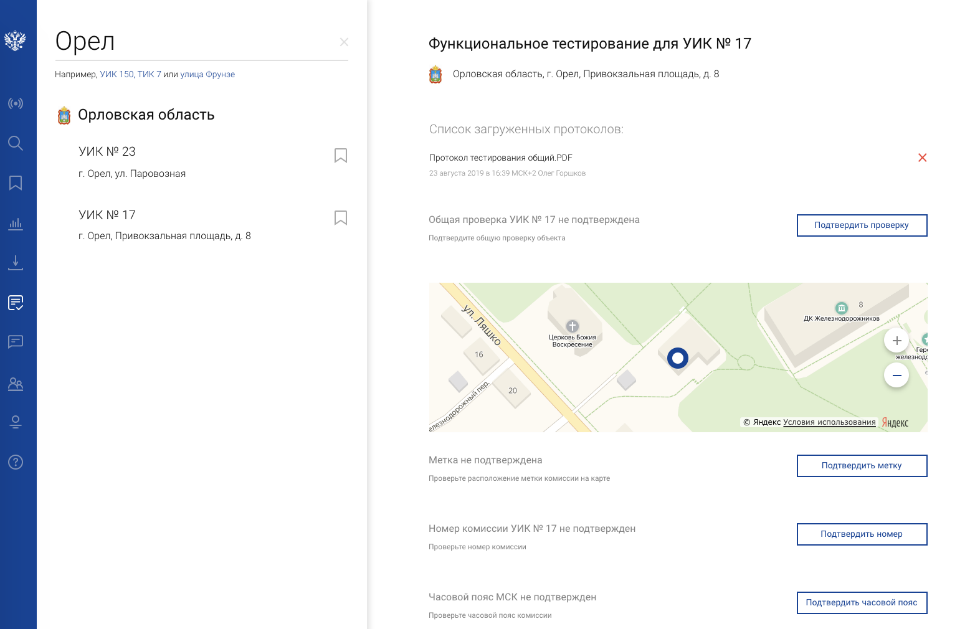 Орел
Например, УИК 150, ТИК 7 или улица Фрунзе
Орловская область
УИК № 23
г. Орел, ул. Паровозная
УИК № 17
г. Орел, Привокзальная площадь, д. 8
Функциональное тестирование для УИК № 17
Орловская область, г. Орел, Привокзальная площадь, д. 8
Список загруженных протоколов:
Протокол тестирования общий.PDF
23 августа 2019 в 16:39 МСК+2 Олег Горшков
Общая проверка УИК № 17 не подтверждена
Подтвердите общую проверку объекта
Подтвердить проверку
ул. Ляшко
16
20
елезнодорожный пер.
Церковь Божия
Воскресение
8
ДК Железнодорожников
Геро
железнодо
© Яндекс Условия использования Яндекс
Метка не подтверждена
Проверьте расположение метки комиссии на карте
Подтвердить метку
Номер комиссии УИК № 17 не подтвержден
Проверьте номер комиссии
Подтвердить номер
Часовой пояс МСК не подтвержден
Проверьте часовой пояс комиссии
Подтвердить часовой пояс